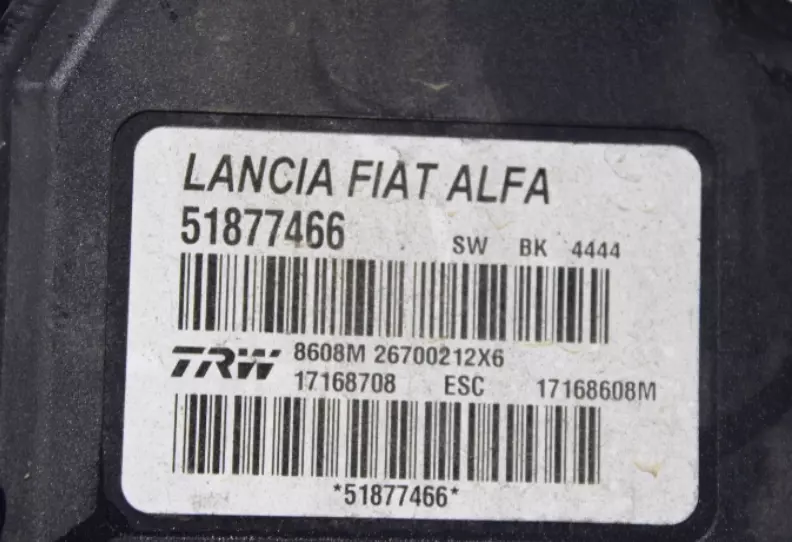 LANCIA FIAT ALFA
51877466 SW BK 4444
TRW 8608M 26700212X6
17168708 ESC 17168608M
*51877466*